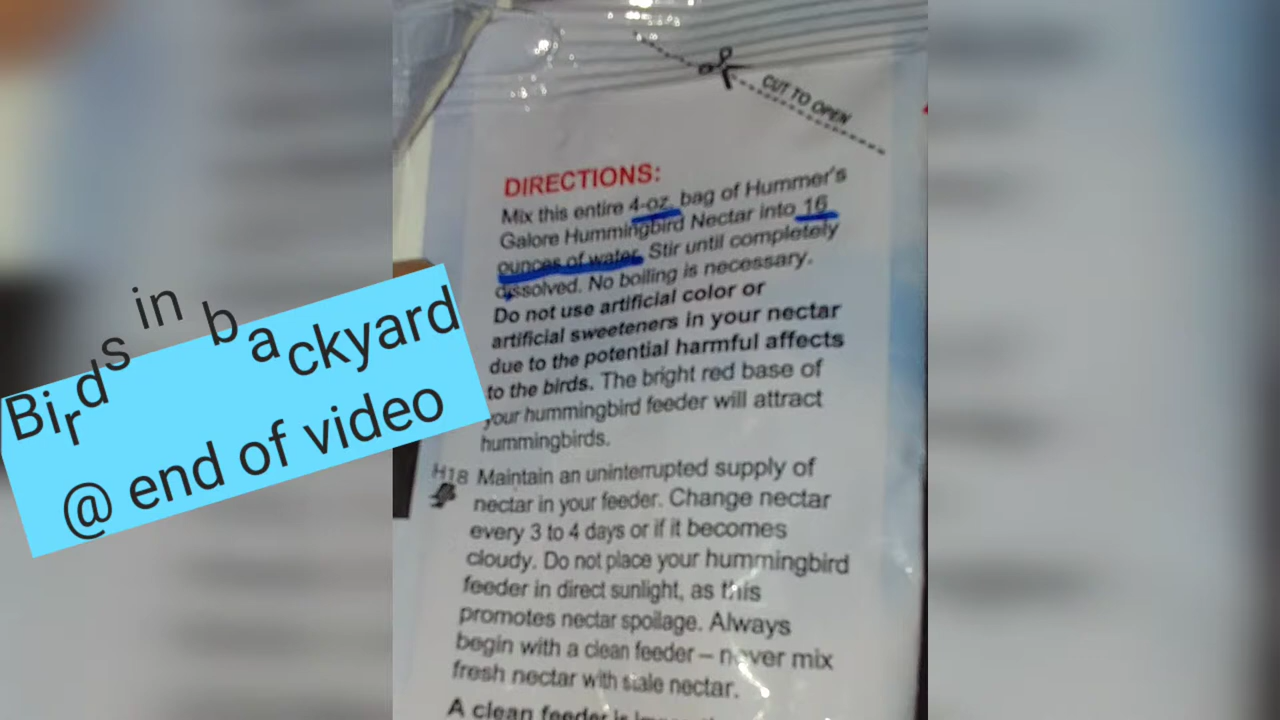 CUT TO OPEN
DIRECTIONS:
Mix this entire 4-oz. bag of Hummer's
Galore Hummingbird Nectar into 16
ounces of water. Stir until completely
dissolved. No boiling is necessary.
Do not use artificial color or
artificial sweeteners in your nectar
due to the potential harmful affects
to the birds. The bright red base of
your hummingbird feeder will attract
hummingbirds.
H18
Maintain an uninterrupted supply of
nectar in your feeder. Change nectar
every 3 to 4 days or if it becomes
cloudy. Do not place your hummingbird
feeder in direct sunlight, as this
promotes nectar spoilage. Always
begin with a clean feeder – never mix
fresh nectar with stale nectar.
A clean feeder is
Birds in backyard
@ end of video